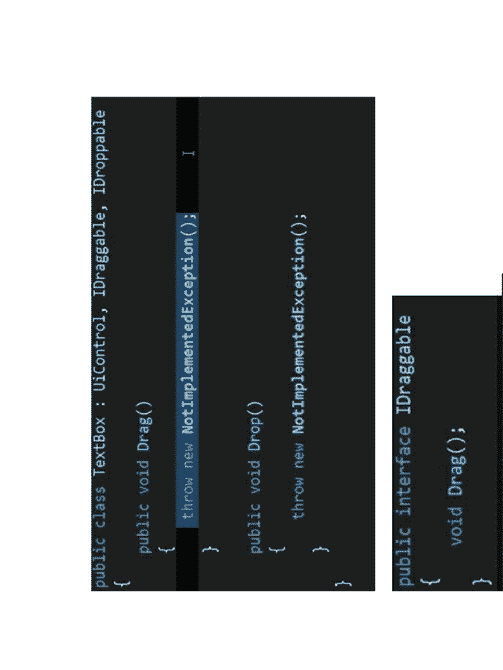 public class TextBox : UiControl, IDraggable, IDroppable
{
public void Drag()
{
throw new NotImplementedException();
}
public void Drop()
{
throw new NotImplementedException();
}
}
public interface IDraggable
{
void Drag();
}